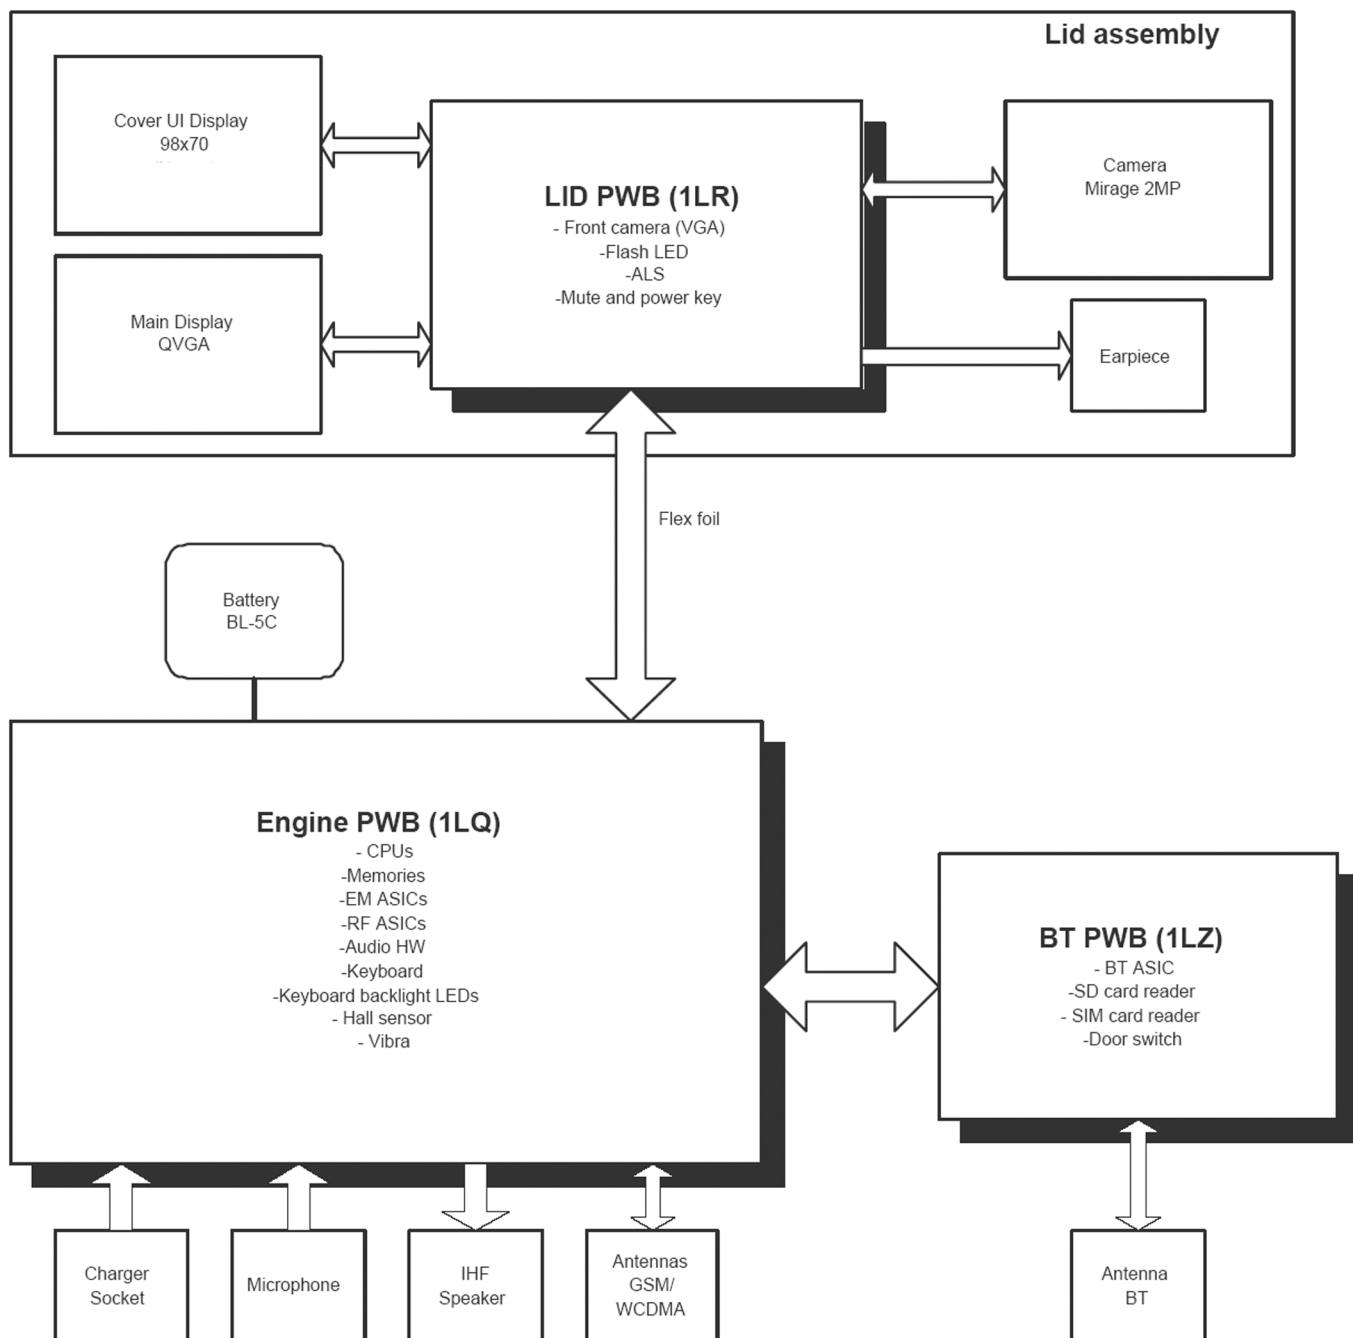 Lid assembly
Cover UI Display
98x70
Main Display
QVGA
LID PWB (1LR)
- Front camera (VGA)
-Flash LED
-ALS
-Mute and power key
Camera
Mirage 2MP
Earpiece
Flex foil
Battery
BL-5C
Engine PWB (1LQ)
- CPUs
-Memories
-EM ASICs
-RF ASICs
-Audio HW
-Keyboard
-Keyboard backlight LEDs
- Hall sensor
- Vibra
BT PWB (1LZ)
- BT ASIC
-SD card reader
- SIM card reader
-Door switch
Charger
Socket
Microphone
IHF
Speaker
Antennas
GSM/
WCDMA
Antenna
BT